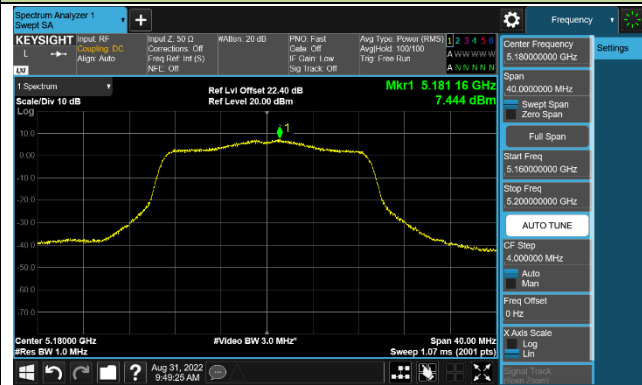 Spectrum Analyzer 1
Swept SA
Frequency
KEYSIGHT
L
LXI
Input: RF
Coupling: DC
Align: Auto
Input Z: 50 Ω
Corrections: Off
Freq Ref: Int (S)
NFE: Off
#Atten: 20 dB
PNO: Fast
Gate: Off
IF Gain: Low
Sig Track: Off
Avg Type: Power (RMS)
Avg|Hold: 100/100
Trig: Free Run
1 2 3 4 5 6
A W W W W W
A N N N N N
1 Spectrum
Scale/Div 10 dB
Log
Ref Lvl Offset 22.40 dB
Ref Level 20.00 dBm
Mkr1 5.181 16 GHz
7.444 dBm
1
10.0
0.00
-10.0
-20.0
-30.0
-40.0
-50.0
-60.0
-70.0
Center 5.18000 GHz
#Res BW 1.0 MHz
#Video BW 3.0 MHz*
Span 40.00 MHz
Sweep 1.07 ms (2001 pts)
Aug 31, 2022
9:49:25 AM
?
Center Frequency
5.180000000 GHz
Settings
Span
40.0000000 MHz
Swept Span
Zero Span
Full Span
Start Freq
5.160000000 GHz
Stop Freq
5.200000000 GHz
AUTO TUNE
CF Step
4.000000 MHz
Auto
Man
Freq Offset
0 Hz
X Axis Scale
Log
Lin
Signal Track
(Span Zoom)